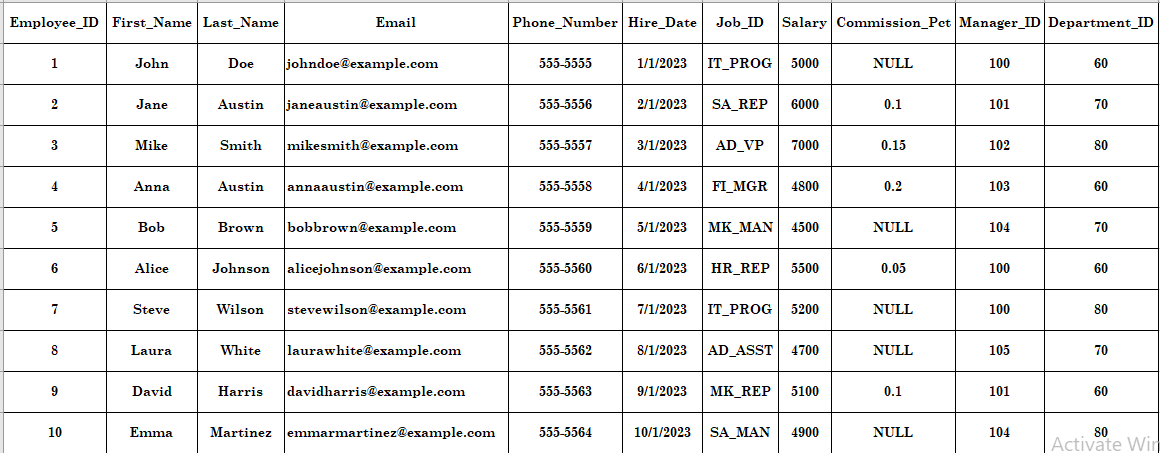 Employee_ID First_Name Last_Name Email Phone_Number Hire_Date Job_ID Salary Commission_Pct Manager_ID Department_ID
1 John Doe johndoe@example.com 555-5555 1/1/2023 IT_PROG 5000 NULL 100 60
2 Jane Austin janeaustin@example.com 555-5556 2/1/2023 SA_REP 6000 0.1 101 70
3 Mike Smith mikesmith@example.com 555-5557 3/1/2023 AD_VP 7000 0.15 102 80
4 Anna Austin annaaustin@example.com 555-5558 4/1/2023 FI_MGR 4800 0.2 103 60
5 Bob Brown bobbrown@example.com 555-5559 5/1/2023 MK_MAN 4500 NULL 104 70
6 Alice Johnson alicejohnson@example.com 555-5560 6/1/2023 HR_REP 5500 0.05 100 60
7 Steve Wilson stevewilson@example.com 555-5561 7/1/2023 IT_PROG 5200 NULL 100 80
8 Laura White laurawhite@example.com 555-5562 8/1/2023 AD_ASST 4700 NULL 105 70
9 David Harris davidharris@example.com 555-5563 9/1/2023 MK_REP 5100 0.1 101 60
10 Emma Martinez emmarmartinez@example.com 555-5564 10/1/2023 SA_MAN 4900 NULL 104 80
Activate Win